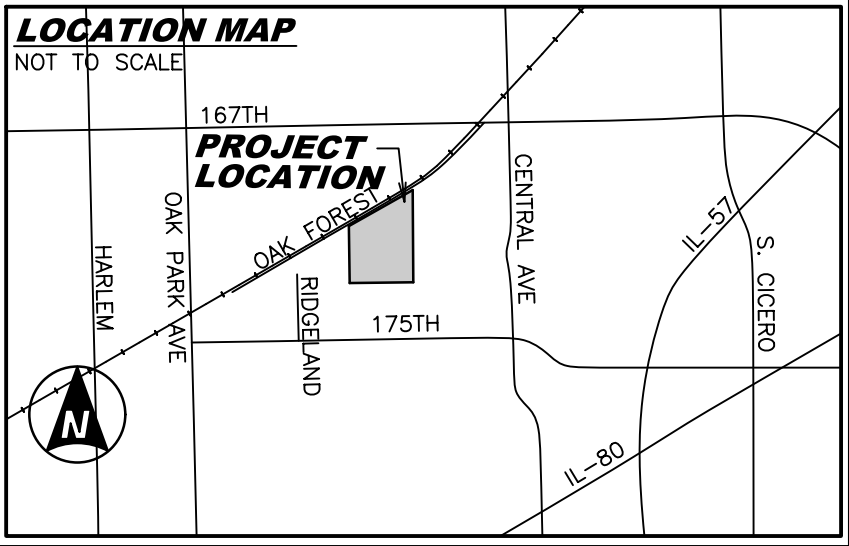 LOCATION MAP
NOT TO SCALE
167TH
PROJECT
LOCATION
OAK FOREST
CENTRAL AVE
IL-57
OAK PARK AVE
HARLEM
S. CICERO
RIDGELAND
175TH
N
IL-80